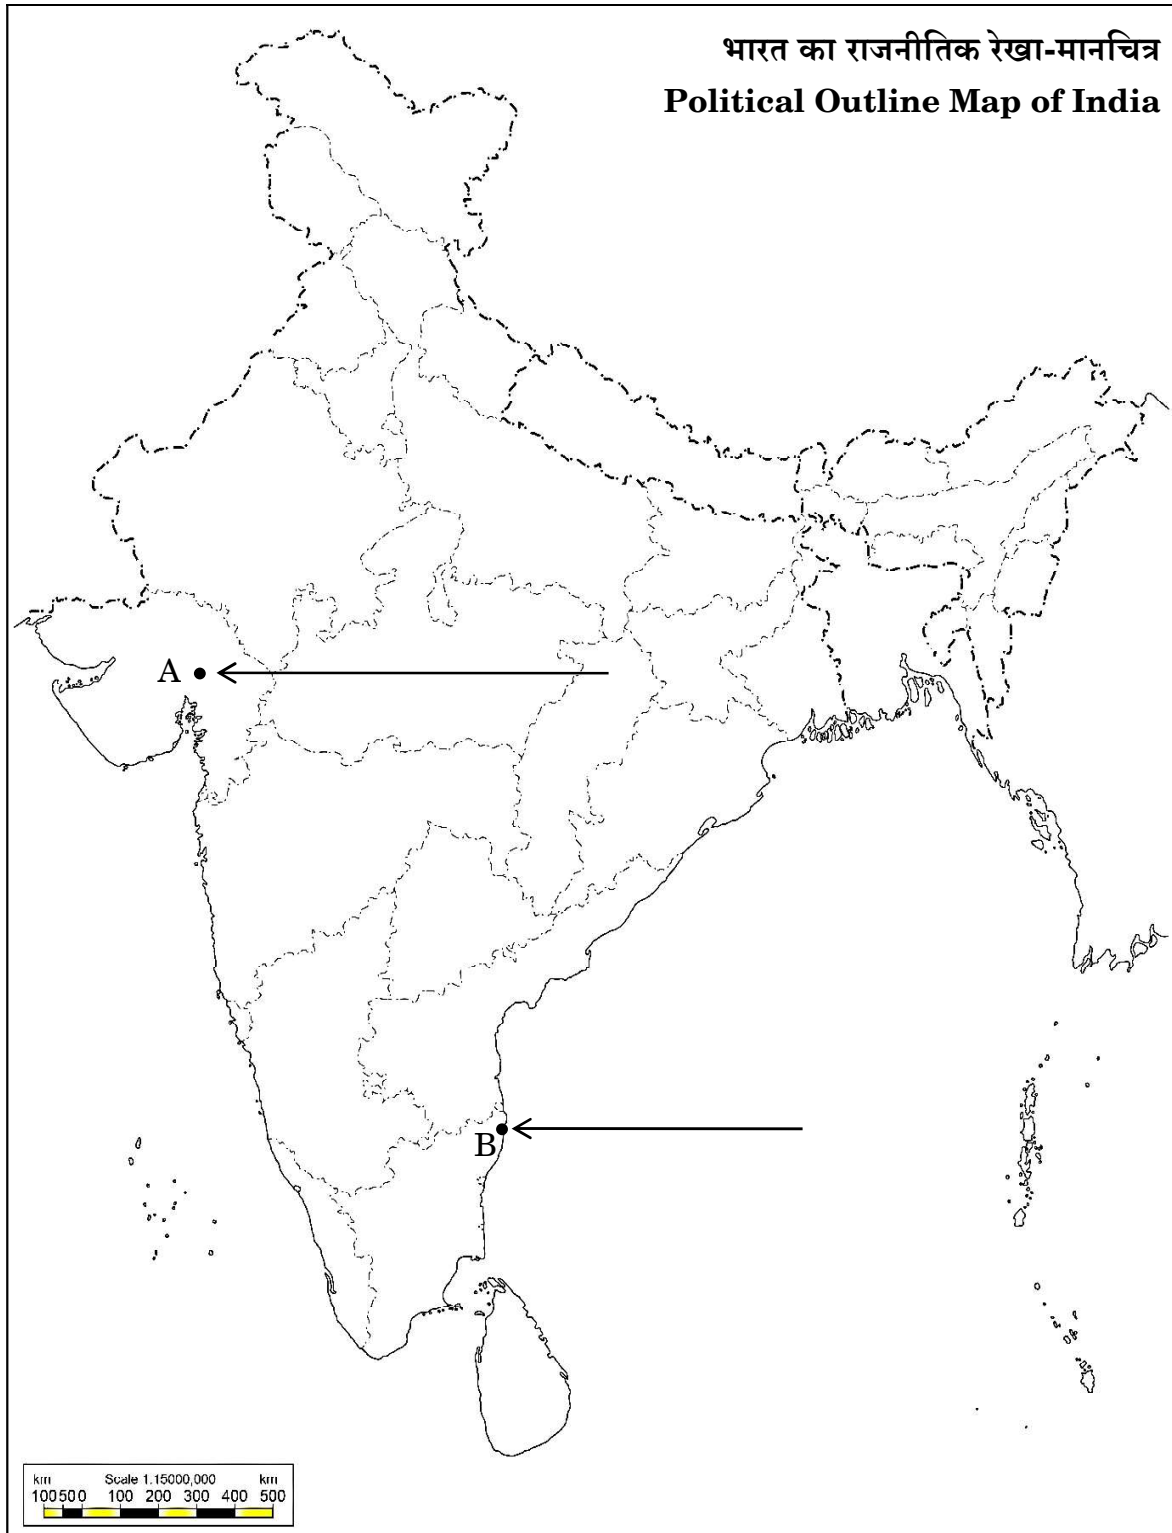 भारत का राजनीतिक रेखा-मानचित्र
Political Outline Map of India
A
B
km Scale 1:15000,000 km
100 50 0 100 200 300 400 500